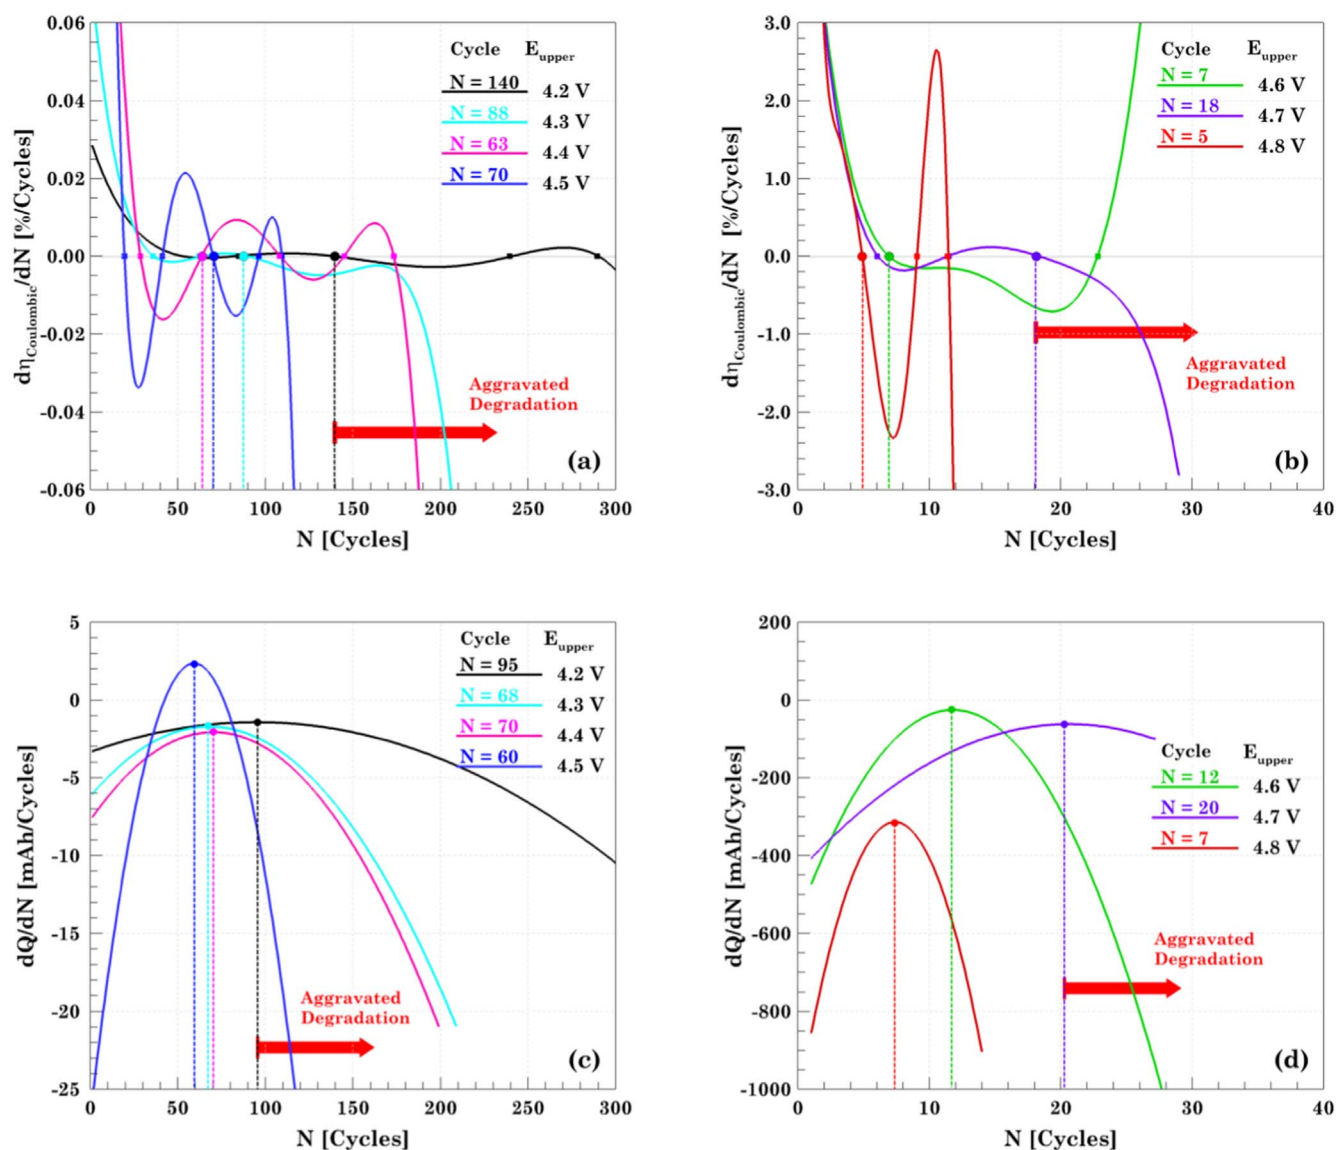 0.06
0.04
0.02
0.00
-0.02
-0.04
-0.06
dηCoulombic/dN [%/Cycles]
0 50 100 150 200 250 300
N [Cycles]
Cycle Eupper
N = 140 4.2 V
N = 88 4.3 V
N = 63 4.4 V
N = 70 4.5 V
Aggravated
Degradation
(a)
3.0
2.0
1.0
0.0
-1.0
-2.0
-3.0
dηCoulombic/dN [%/Cycles]
0 10 20 30 40
N [Cycles]
Cycle Eupper
N = 7 4.6 V
N = 18 4.7 V
N = 5 4.8 V
Aggravated
Degradation
(b)
5
0
-5
-10
-15
-20
-25
dQ/dN [mAh/Cycles]
0 50 100 150 200 250 300
N [Cycles]
Cycle Eupper
N = 95 4.2 V
N = 68 4.3 V
N = 70 4.4 V
N = 60 4.5 V
Aggravated
Degradation
(c)
200
0
-200
-400
-600
-800
-1000
dQ/dN [mAh/Cycles]
0 10 20 30 40
N [Cycles]
Cycle Eupper
N = 12 4.6 V
N = 20 4.7 V
N = 7 4.8 V
Aggravated
Degradation
(d)